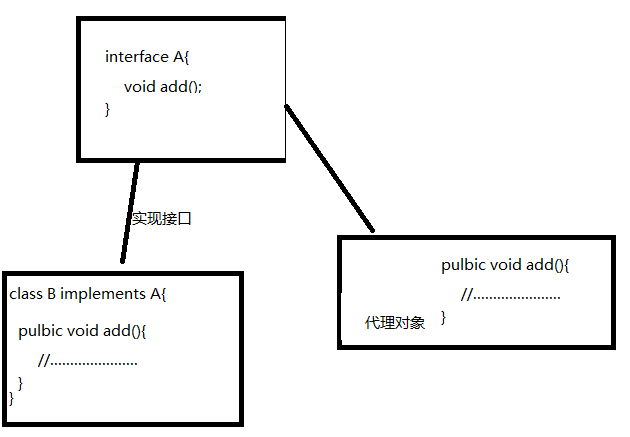 interface A{
void add();
}
实现接口
class B implements A{
pulbic void add(){
//......................
}
}
pulbic void add(){
//......................
代理对象
}